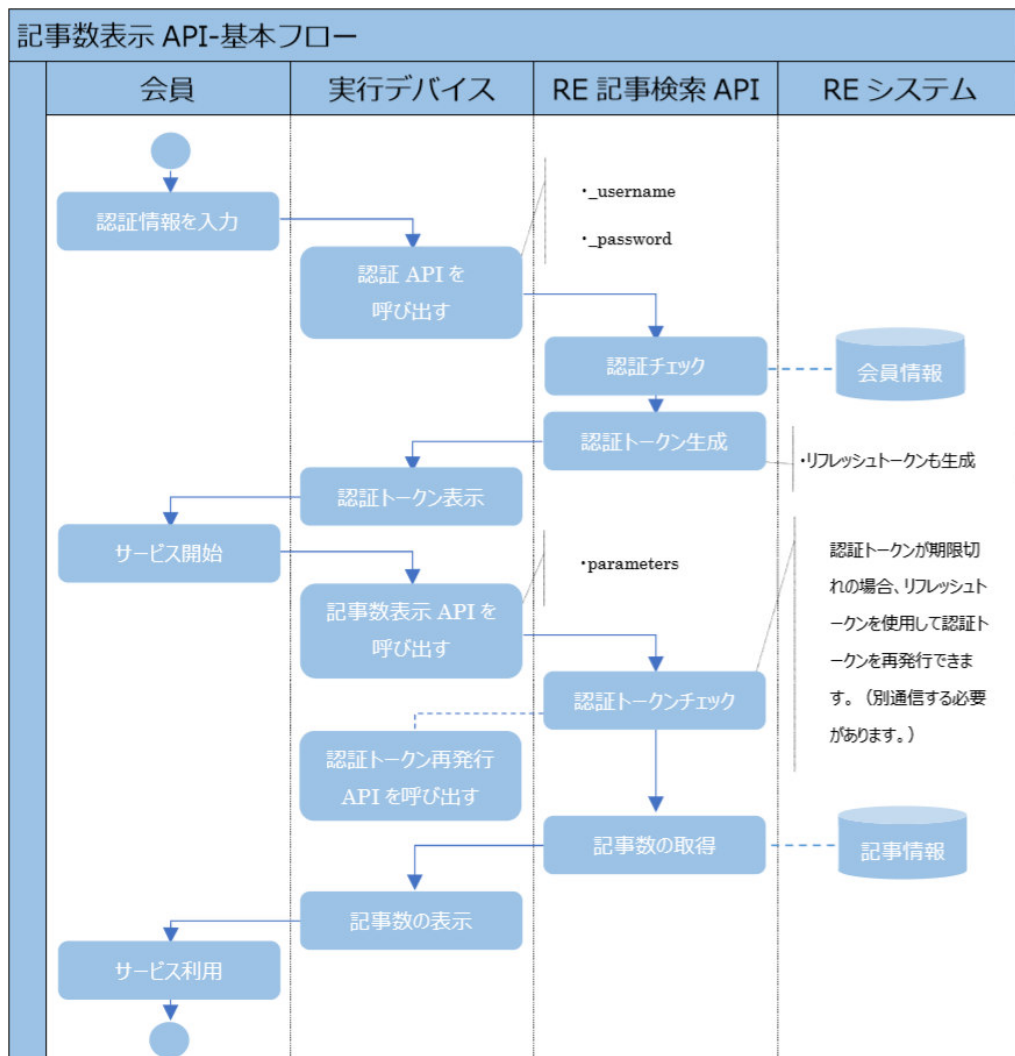 記事数表示 API-基本フロー
会員
実行デバイス
RE 記事検索 API
RE システム
認証情報を入力
・_username
・_password
認証 API を
呼び出す
認証チェック
会員情報
認証トークン生成
・リフレッシュトークンも生成
認証トークン表示
サービス開始
・parameters
記事数表示 API を
呼び出す
認証トークンが期限切
れの場合、リフレッシュト
ークンを使用して認証ト
ークンを再発行できま
す。（別通信する必要
があります。）
認証トークンチェック
認証トークン再発行
API を呼び出す
記事数の取得
記事情報
記事数の表示
サービス利用